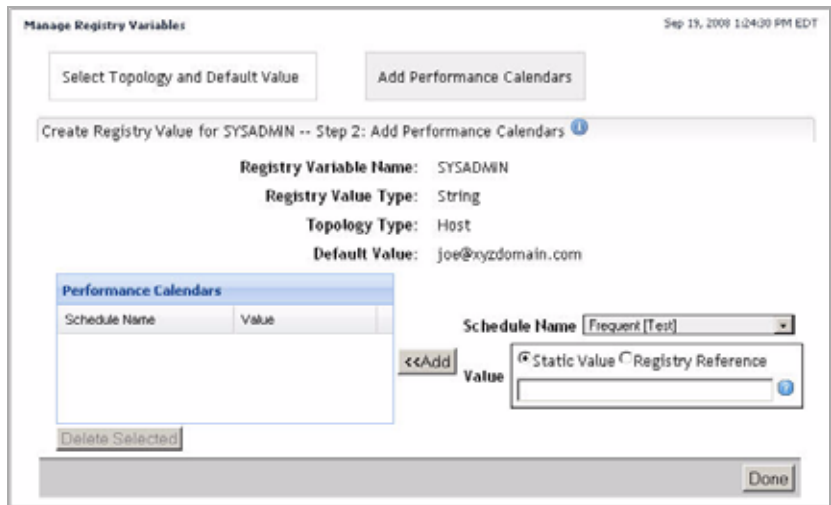 Manage Registry Variables
Sep 19, 2008 1:24:30 PM EDT
Select Topology and Default Value
Add Performance Calendars
Create Registry Value for SYSADMIN -- Step 2: Add Performance Calendars
Registry Variable Name: SYSADMIN
Registry Value Type: String
Topology Type: Host
Default Value: joe@xyzdomain.com
Performance Calendars
Schedule Name Value
Schedule Name Frequent [Test]
<<Add
Value
Static Value Registry Reference
?
Delete Selected
Done